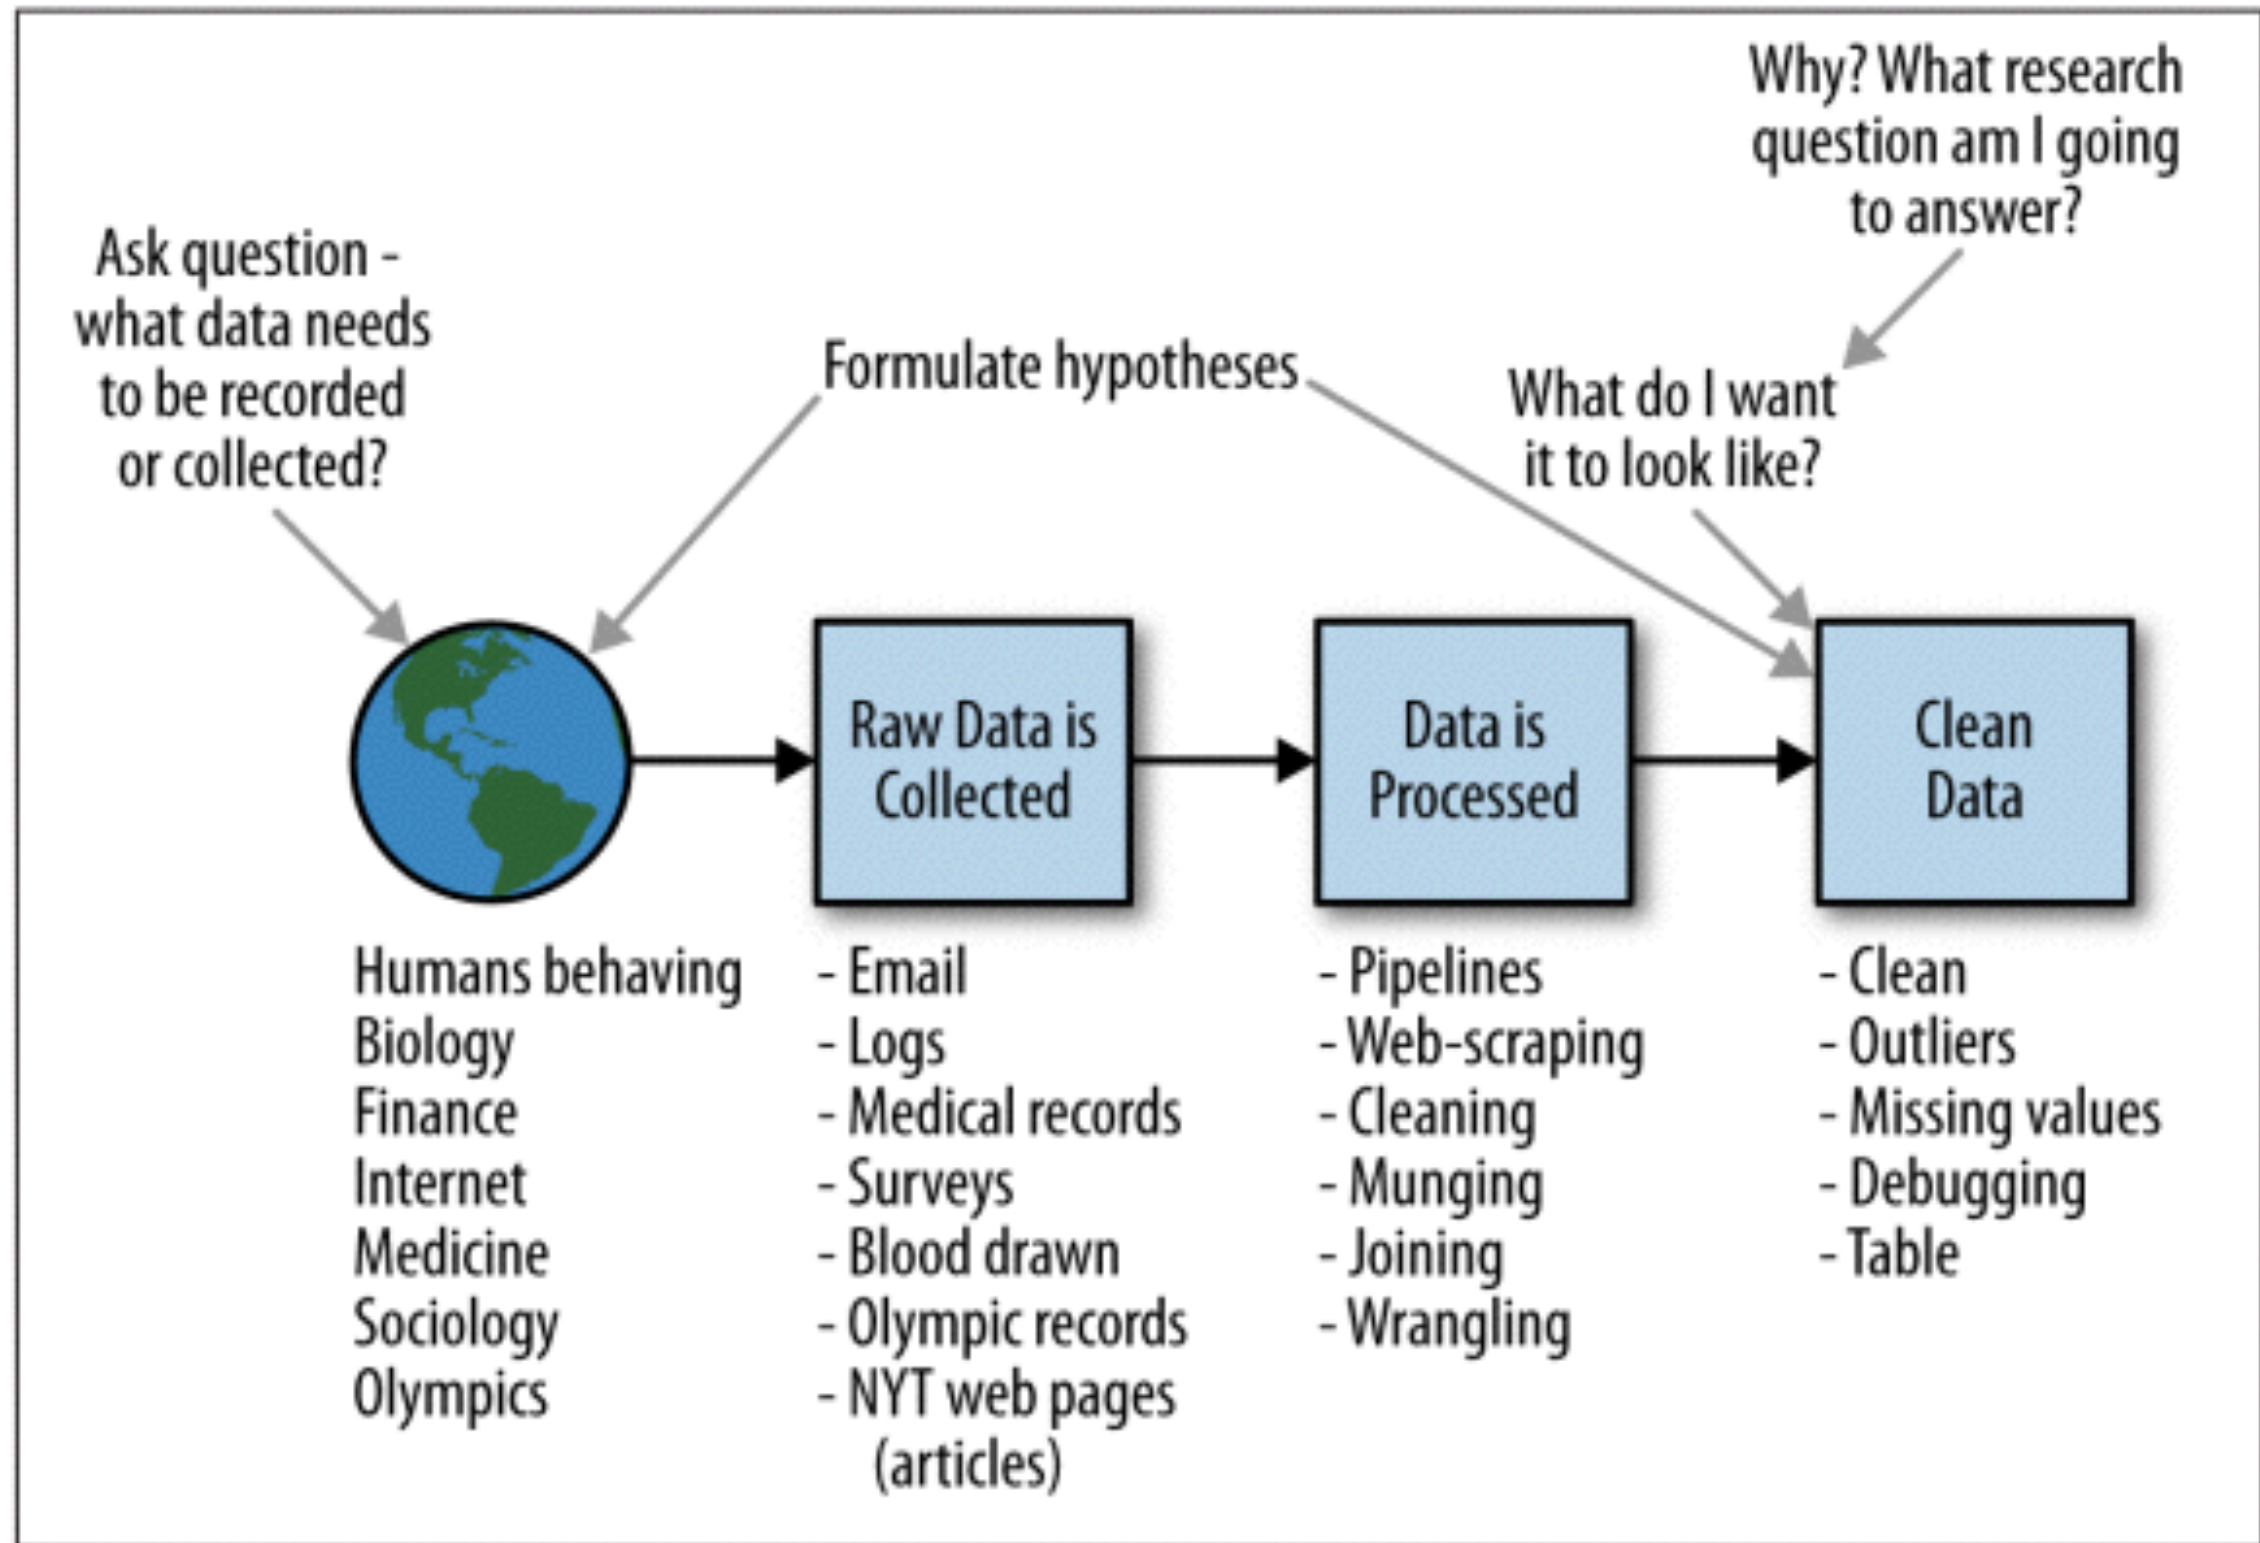 Why? What research
question am I going
to answer?
Ask question -
what data needs
to be recorded
or collected?
Formulate hypotheses
What do I want
it to look like?
Raw Data is
Collected
Data is
Processed
Clean
Data
Humans behaving
Biology
Finance
Internet
Medicine
Sociology
Olympics
- Email
- Logs
- Medical records
- Surveys
- Blood drawn
- Olympic records
- NYT web pages
(articles)
- Pipelines
- Web-scraping
- Cleaning
- Munging
- Joining
- Wrangling
- Clean
- Outliers
- Missing values
- Debugging
- Table